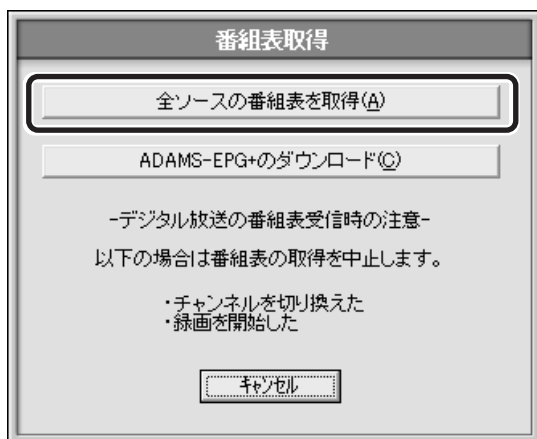 番組表取得
全ソースの番組表を取得(A)
ADAMS-EPG+のダウンロード(C)
-デジタル放送の番組表受信時の注意-
以下の場合は番組表の取得を中止します。
・チャンネルを切り換えた
・録画を開始した
キャンセル